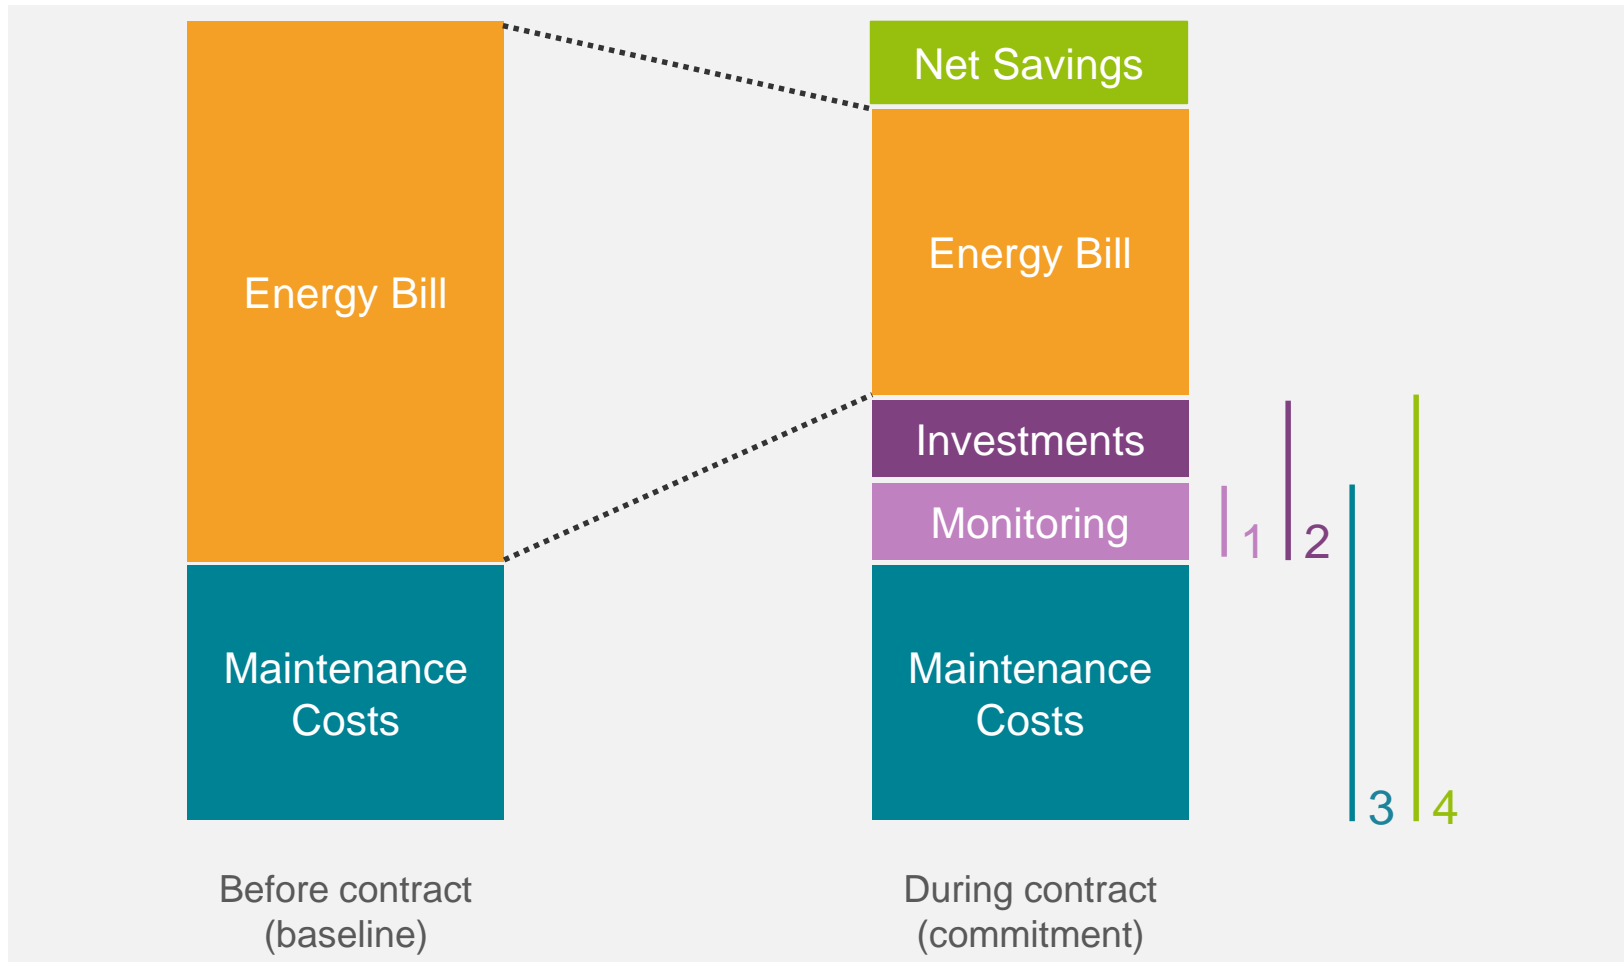 Energy Bill
Maintenance
Costs
Before contract
(baseline)
Net Savings
Energy Bill
Investments
Monitoring
Maintenance
Costs
During contract
(commitment)
1
2
3
4